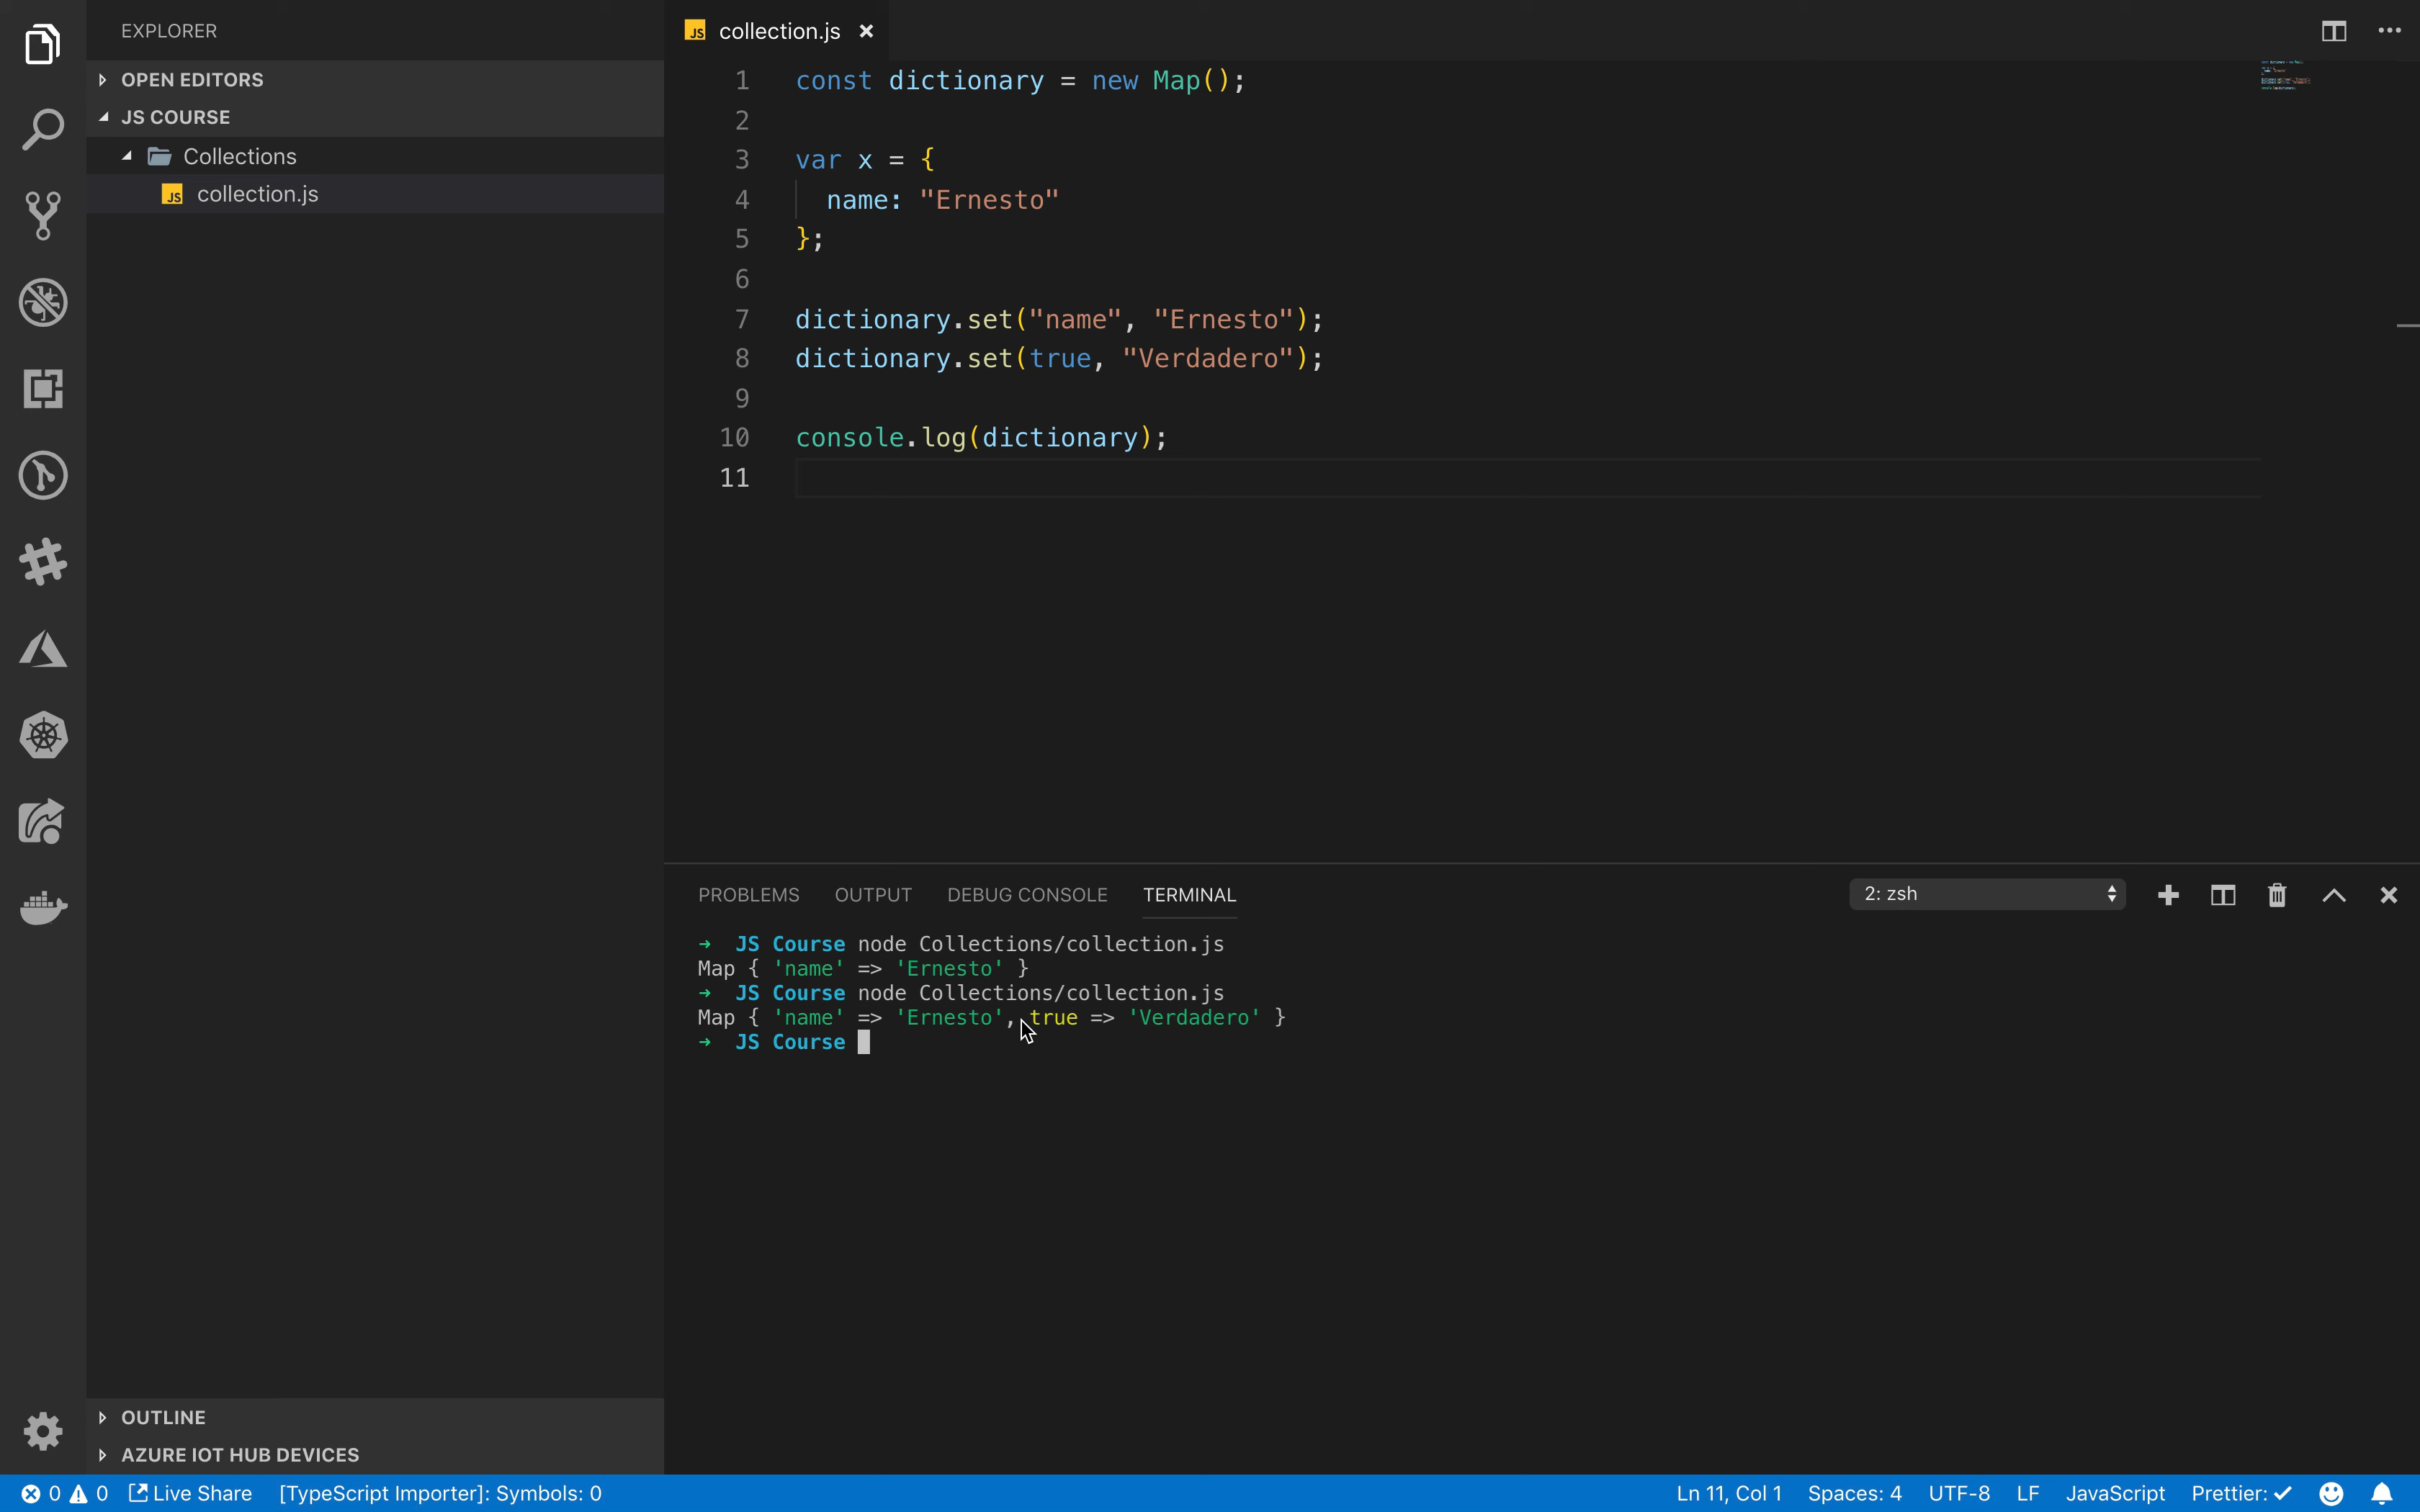 EXPLORER
OPEN EDITORS
JS COURSE
Collections
JS collection.js
OUTLINE
AZURE IOT HUB DEVICES
JS collection.js
1 const dictionary = new Map();
2
3 var x = {
4 name: "Ernesto"
5 };
6
7 dictionary.set("name", "Ernesto");
8 dictionary.set(true, "Verdadero");
9
10 console.log(dictionary);
11
PROBLEMS OUTPUT DEBUG CONSOLE TERMINAL 2: zsh
➜ JS Course node Collections/collection.js
Map { 'name' => 'Ernesto' }
➜ JS Course node Collections/collection.js
Map { 'name' => 'Ernesto', true => 'Verdadero' }
➜ JS Course
0 0 Live Share [TypeScript Importer]: Symbols: 0 Ln 11, Col 1 Spaces: 4 UTF-8 LF JavaScript Prettier: ✓